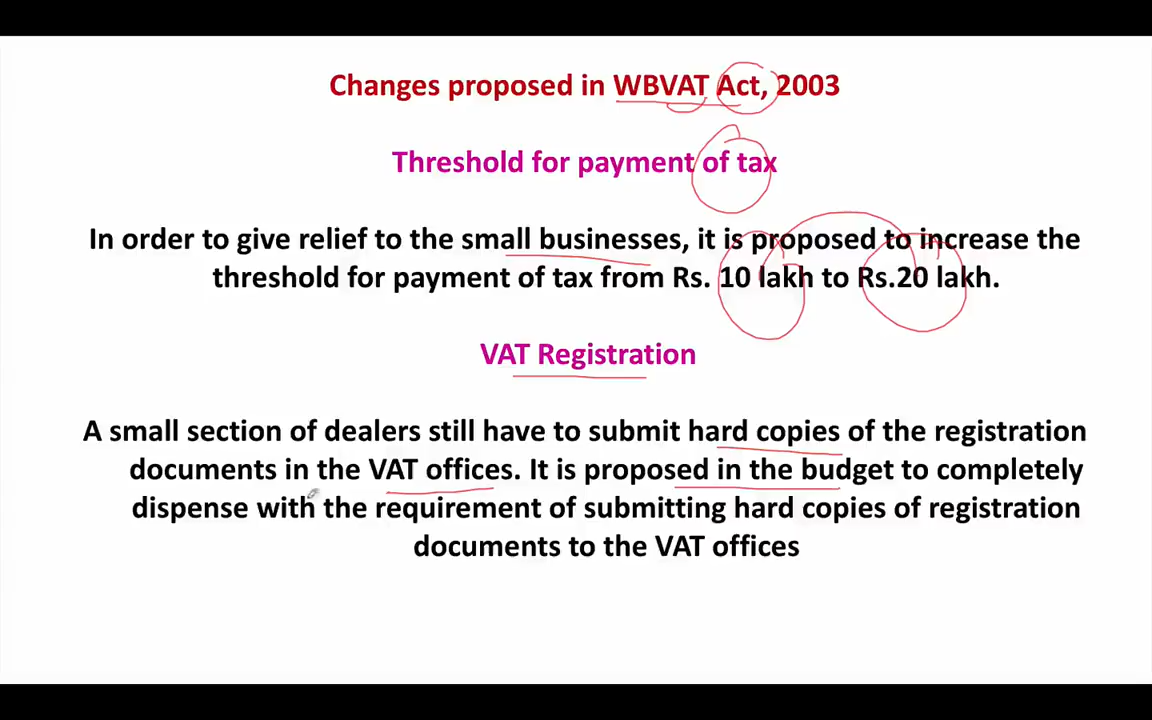 Changes proposed in WBVAT Act, 2003
Threshold for payment of tax
In order to give relief to the small businesses, it is proposed to increase the
threshold for payment of tax from Rs. 10 lakh to Rs.20 lakh.
VAT Registration
A small section of dealers still have to submit hard copies of the registration
documents in the VAT offices. It is proposed in the budget to completely
dispense with the requirement of submitting hard copies of registration
documents to the VAT offices